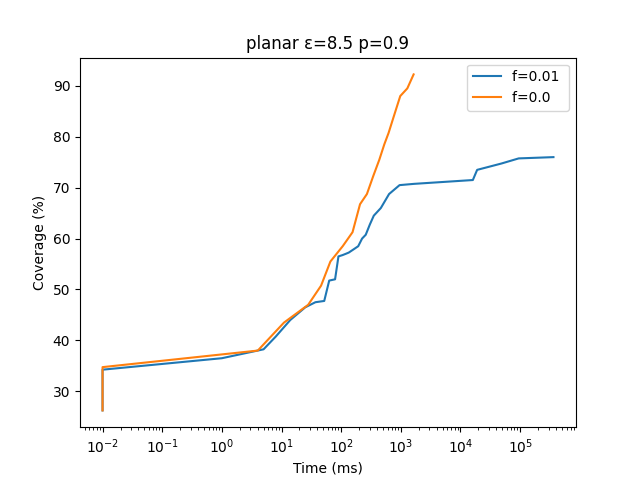 planar ε=8.5 p=0.9
f=0.01
f=0.0
Coverage (%)
90
80
70
60
50
40
30
10⁻² 10⁻¹ 10⁰ 10¹ 10² 10³ 10⁴ 10⁵
Time (ms)